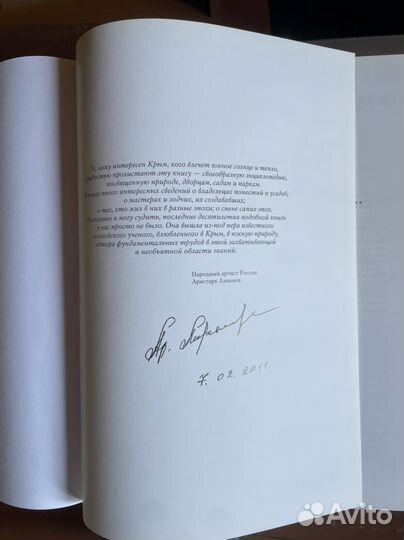 Те, кому интересен Крым, кого влечет южное солнце и тепло,
радостью пролистают эту книгу — своеобразную энциклопедию,
посвященную природе, дворцам, садам и паркам.
много интересных сведений о владельцах поместий и усадеб;
о мастерах и зодчих, их создававших;
о тех, кто жил в них в разные эпохи; о смене самих эпох.
я могу судить, последние десятилетия подобной книги
у нас просто не было. Она вышла из-под пера известного
московского ученого, влюбленного в Крым, в южную природу,
автора фундаментальных трудов в этой захватывающей
и необъятной области знаний.
Народный артист России
Аристарх Ливанов
7.02.2011.
Avito